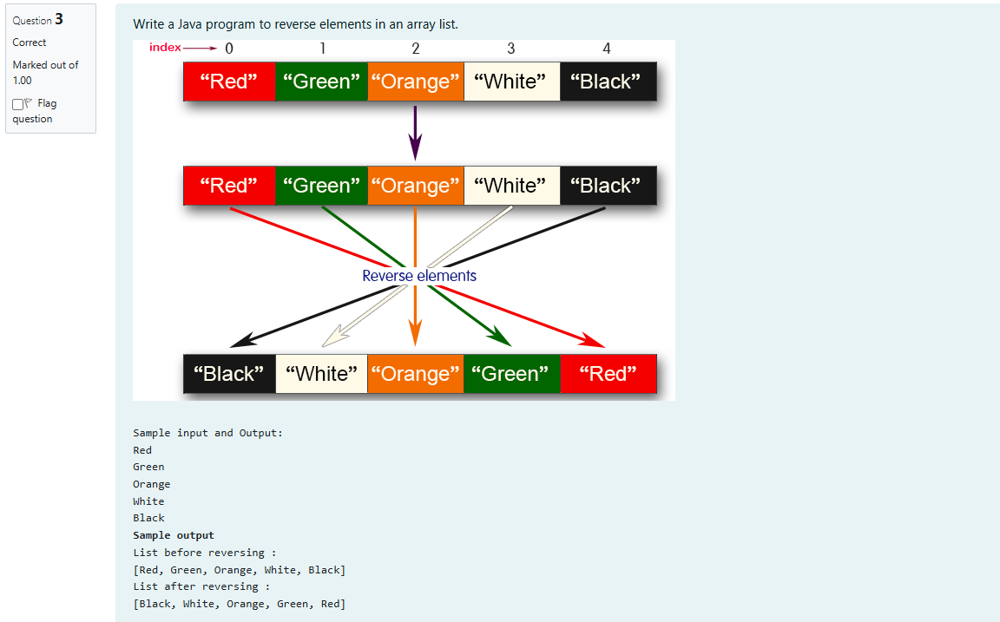 Question 3
Correct
Marked out of
1.00
Flag
question
Write a Java program to reverse elements in an array list.
index 0 1 2 3 4
“Red” “Green” “Orange” “White” “Black”
“Red” “Green” “Orange” “White” “Black”
Reverse elements
“Black” “White” “Orange” “Green” “Red”
Sample input and Output:
Red
Green
Orange
White
Black
Sample output
List before reversing :
[Red, Green, Orange, White, Black]
List after reversing :
[Black, White, Orange, Green, Red]